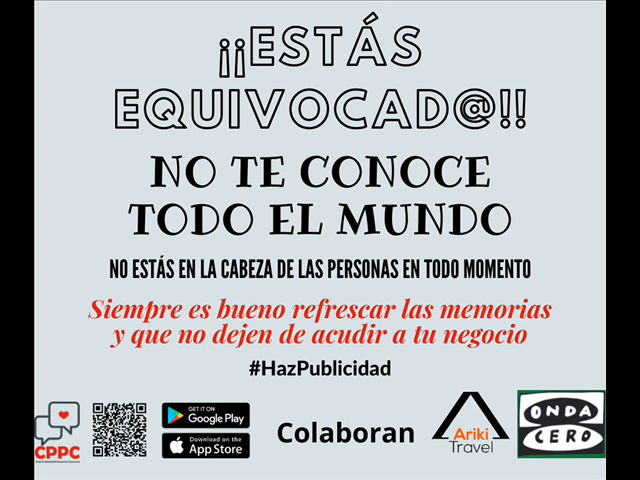 ¡¡ESTÁS
EQUIVOCAD@!!
NO TE CONOCE
TODO EL MUNDO
NO ESTÁS EN LA CABEZA DE LAS PERSONAS EN TODO MOMENTO
Siempre es bueno refrescar las memorias
y que no dejen de acudir a tu negocio
#HazPublicidad
CPPC
GET IT ON
Google Play
Download on the
App Store
Colaboran
Ariki
Travel
ONDA
CERO